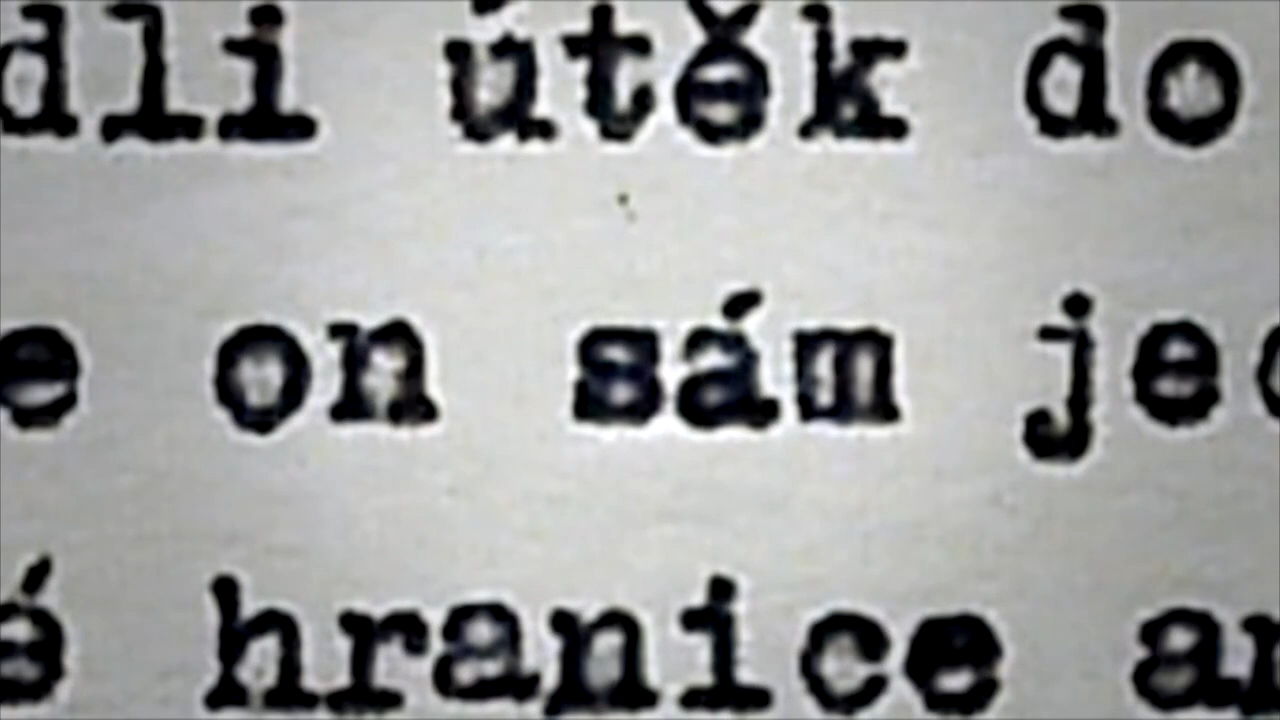 dli útěk do
e on sám je
é hranice a